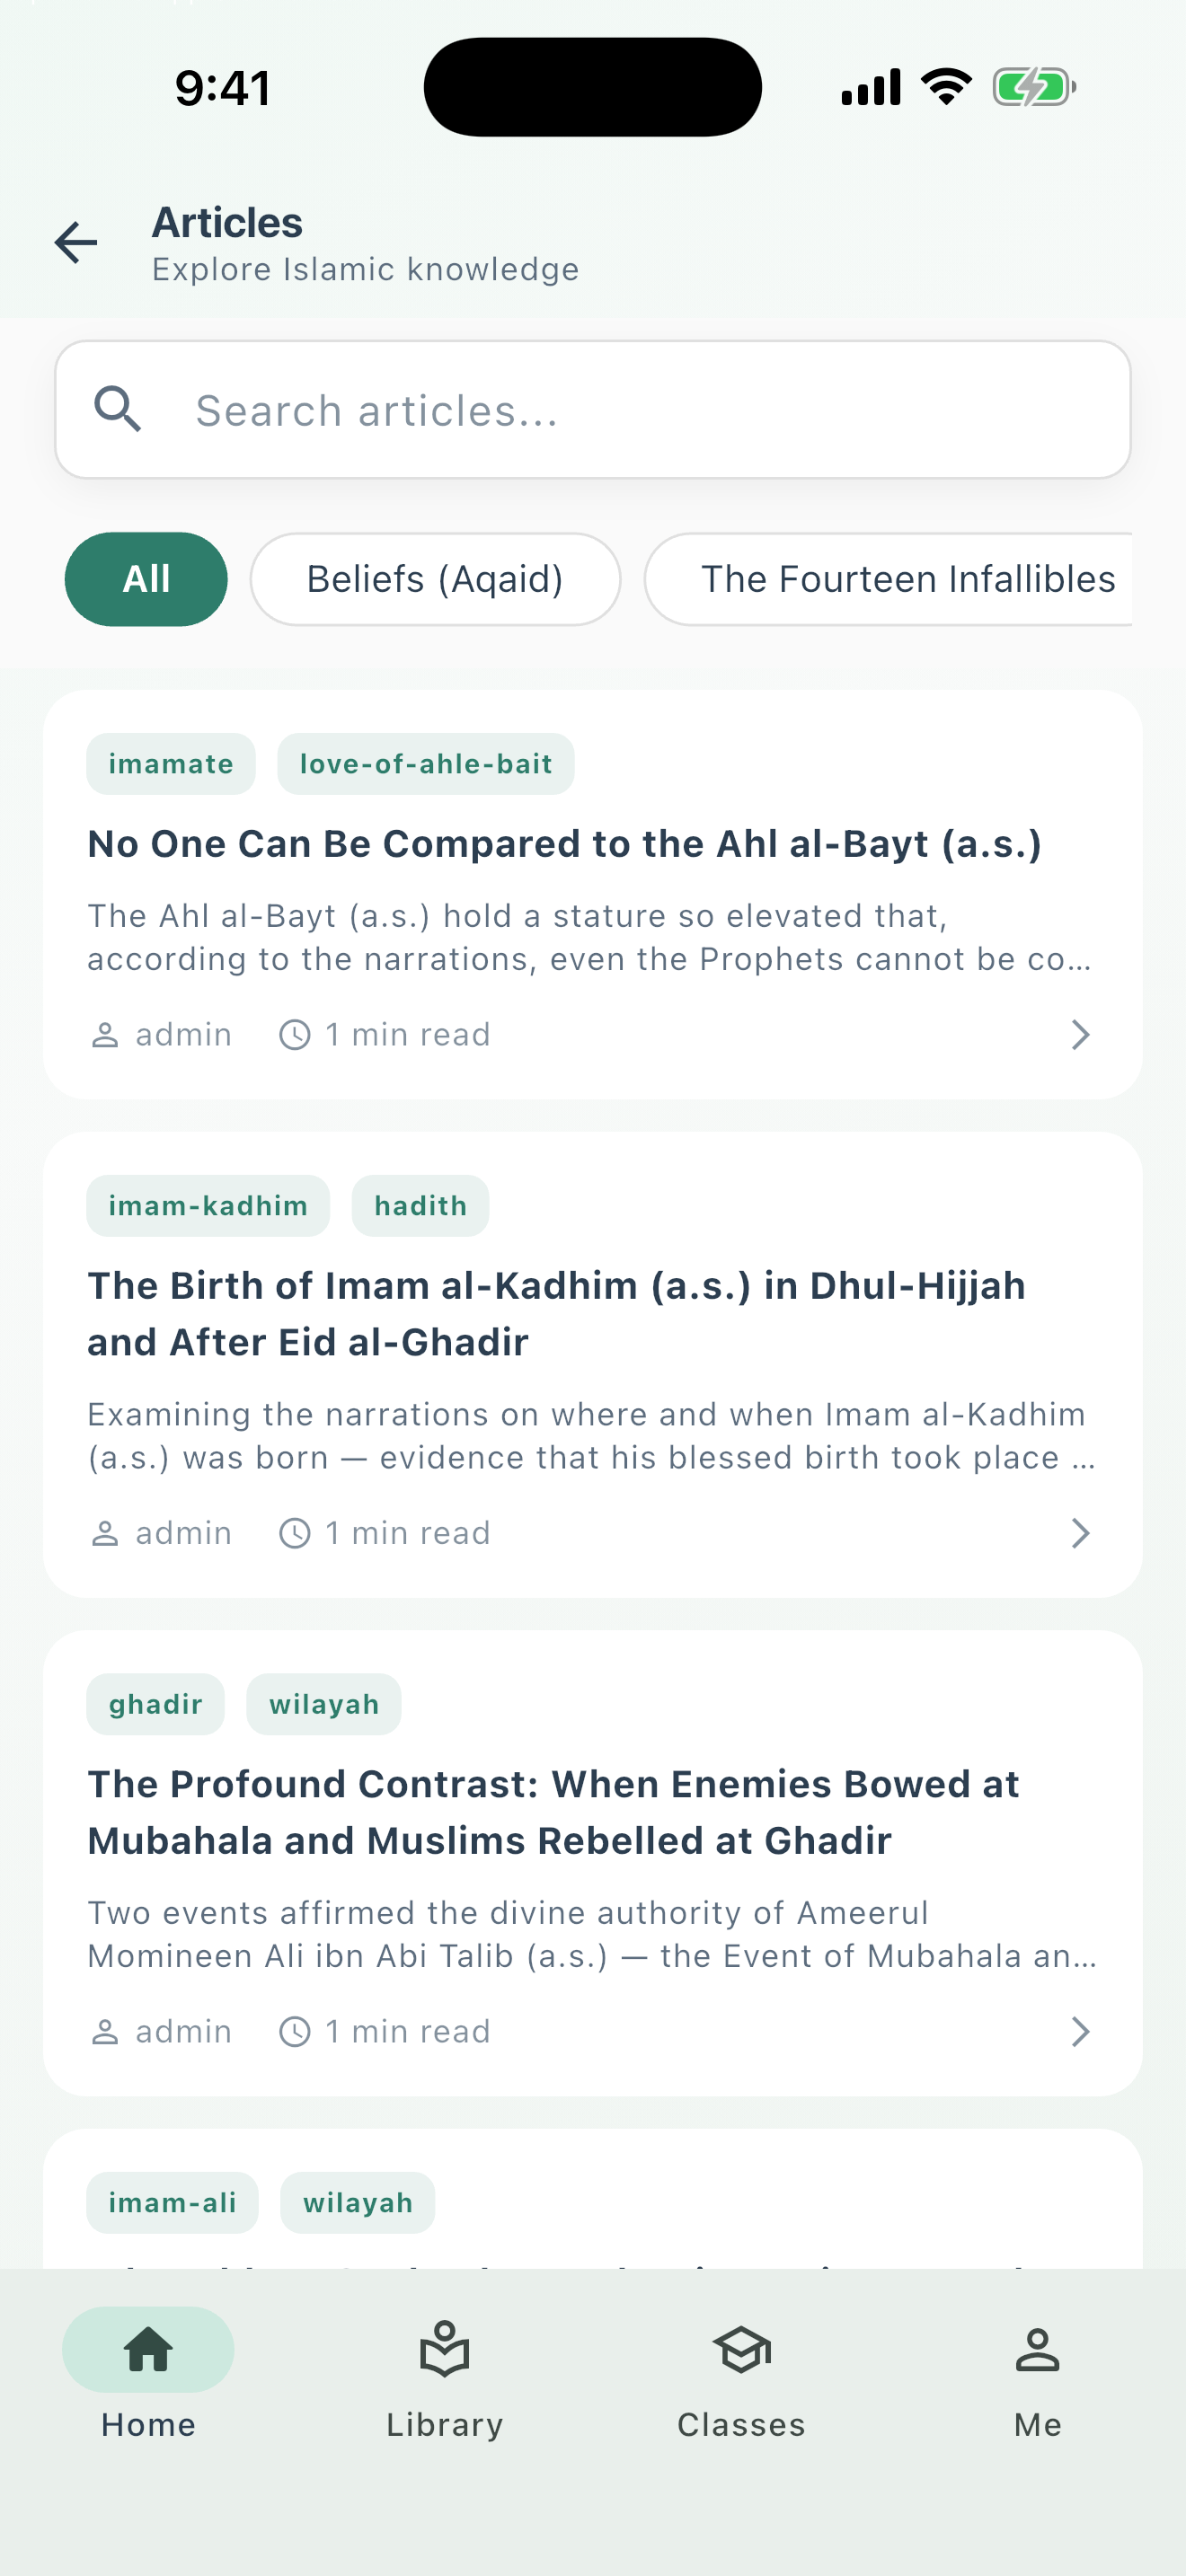 9:41
Articles
Explore Islamic knowledge
Search articles...
All
Beliefs (Aqaid)
The Fourteen Infallibles
imamate
love-of-ahle-bait
No One Can Be Compared to the Ahl al-Bayt (a.s.)
The Ahl al-Bayt (a.s.) hold a stature so elevated that,
according to the narrations, even the Prophets cannot be co...
admin
1 min read
imam-kadhim
hadith
The Birth of Imam al-Kadhim (a.s.) in Dhul-Hijjah
and After Eid al-Ghadir
Examining the narrations on where and when Imam al-Kadhim
(a.s.) was born — evidence that his blessed birth took place ...
admin
1 min read
ghadir
wilayah
The Profound Contrast: When Enemies Bowed at
Mubahala and Muslims Rebelled at Ghadir
Two events affirmed the divine authority of Ameerul
Momineen Ali ibn Abi Talib (a.s.) — the Event of Mubahala an...
admin
1 min read
imam-ali
wilayah
Home
Library
Classes
Me